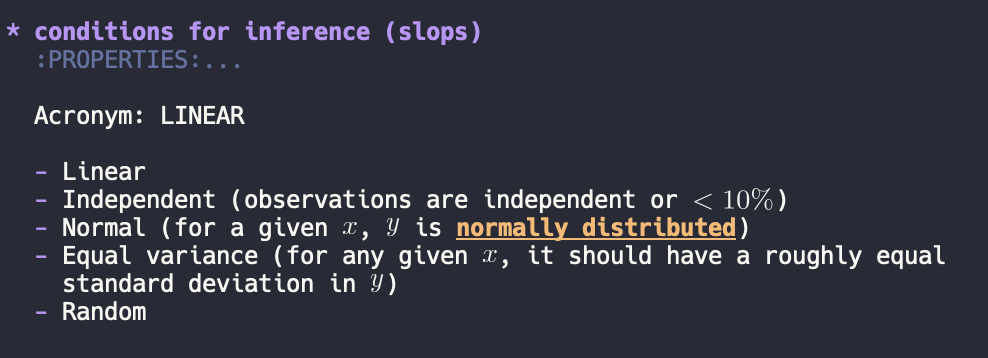 * conditions for inference (slops)
:PROPERTIES:...
Acronym: LINEAR
- Linear
- Independent (observations are independent or < 10%)
- Normal (for a given x, y is normally distributed)
- Equal variance (for any given x, it should have a roughly equal
standard deviation in y)
- Random